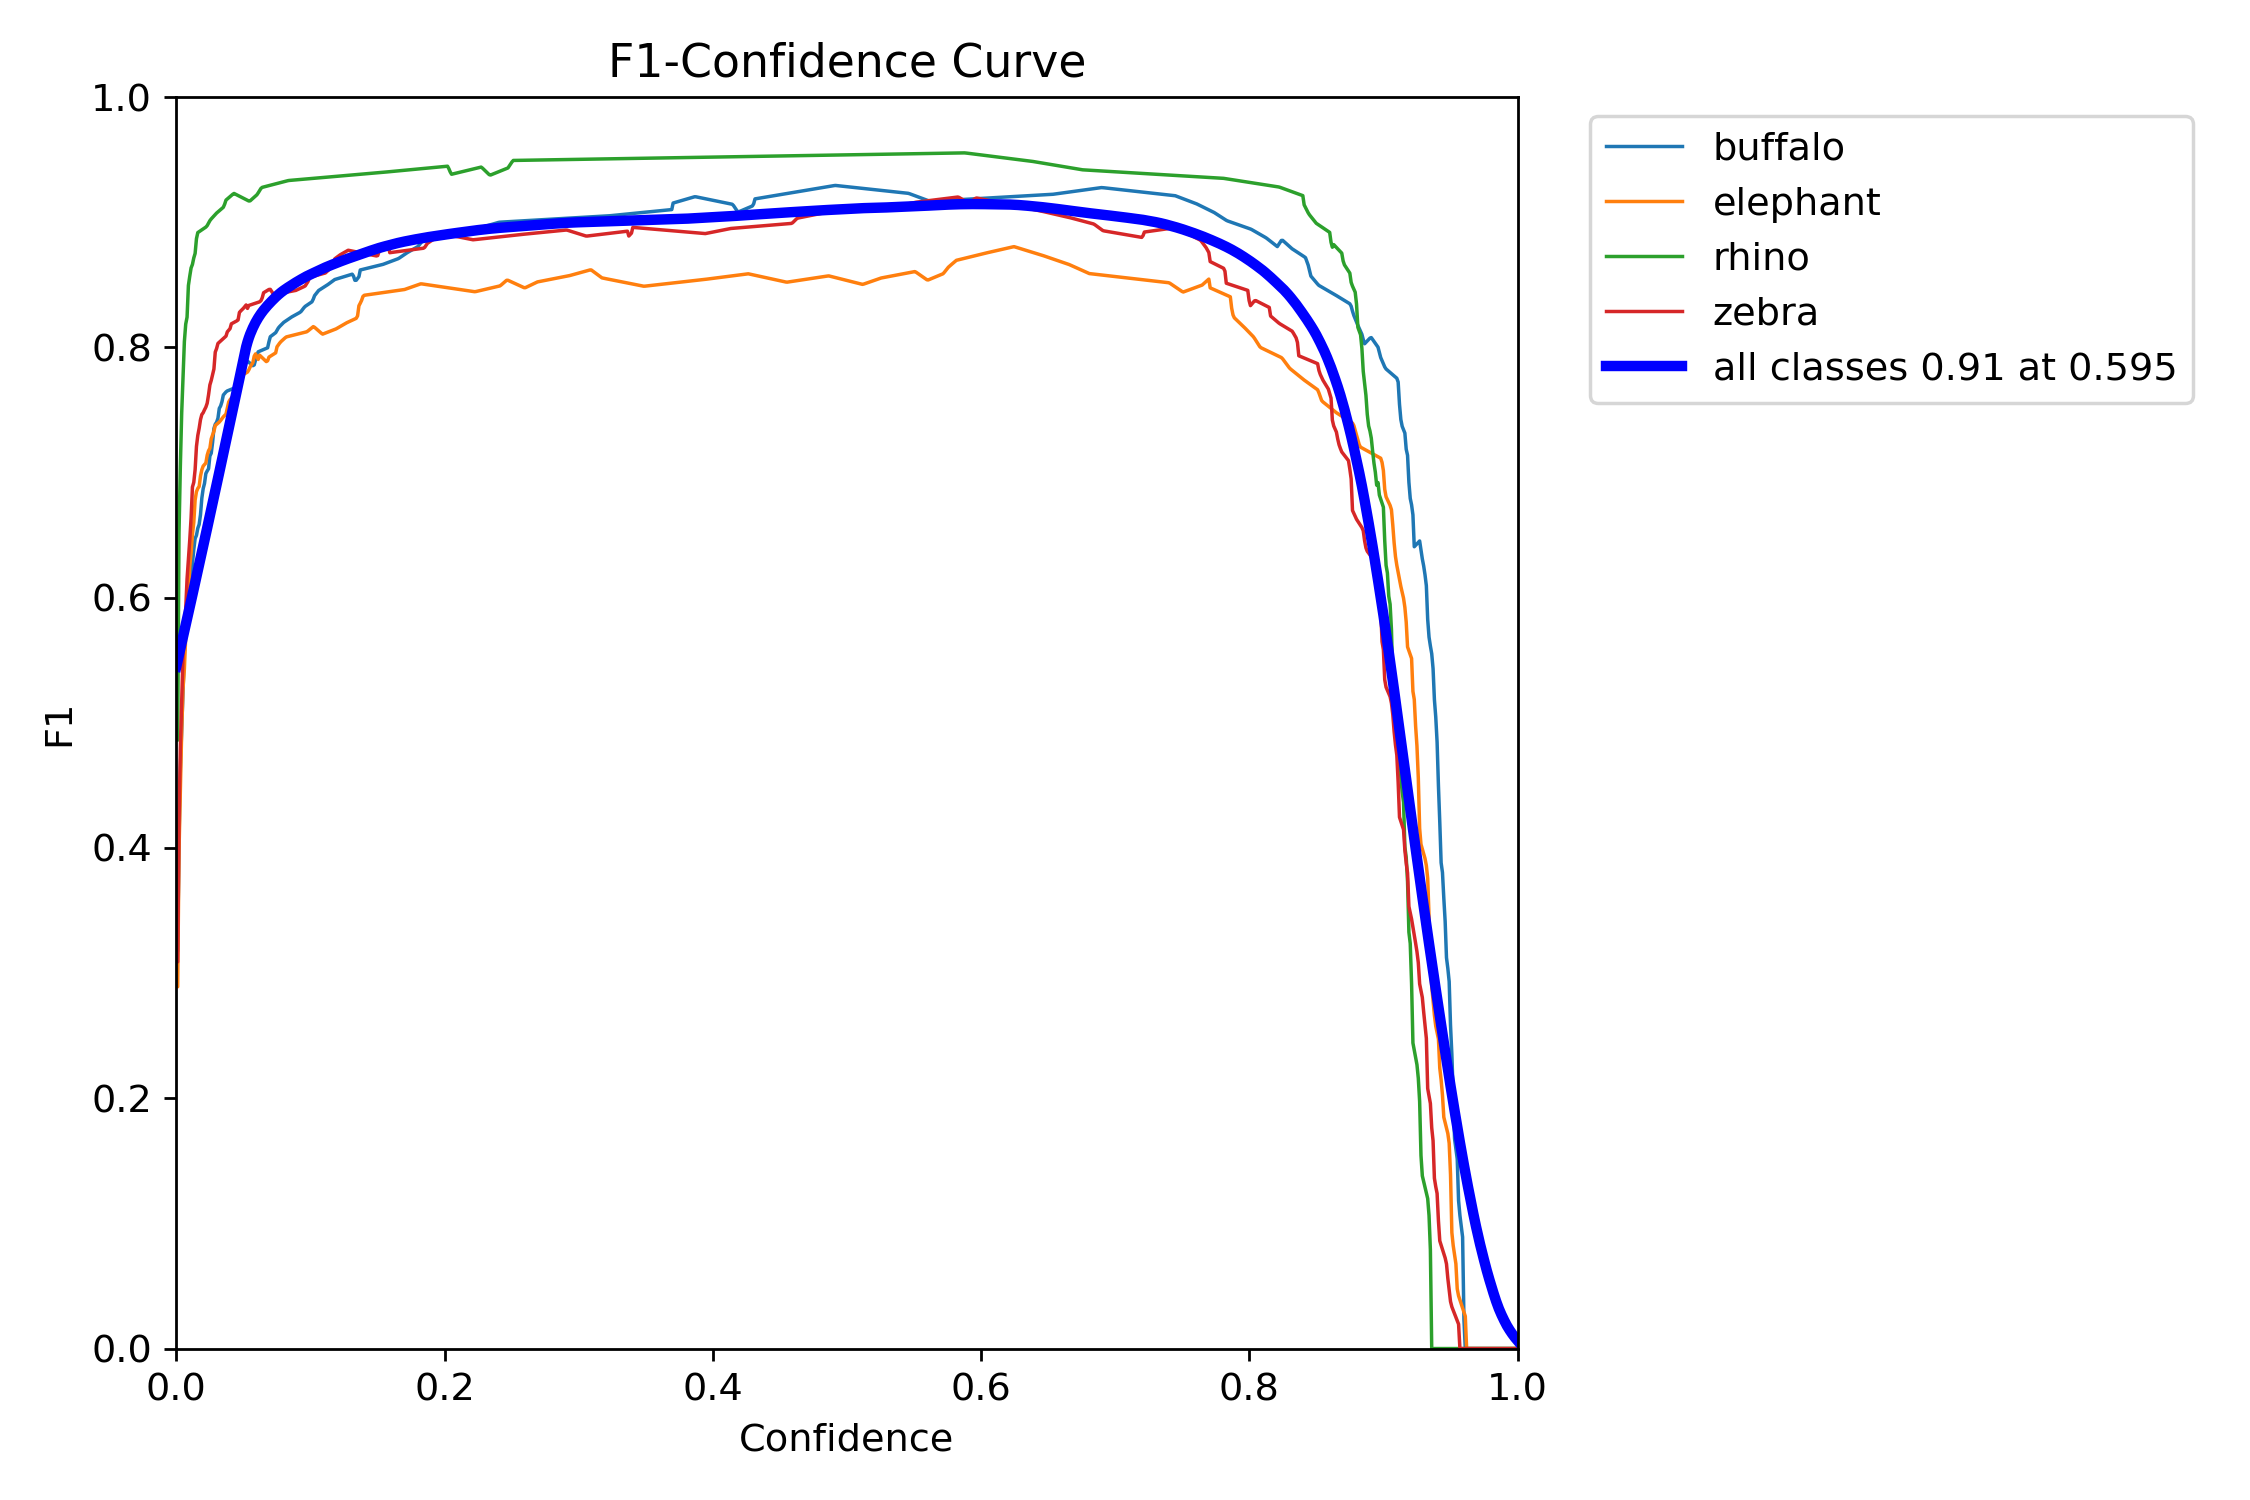 F1-Confidence Curve
1.0
0.8
0.6
0.4
0.2
0.0
F1
0.0 0.2 0.4 0.6 0.8 1.0
Confidence
buffalo
elephant
rhino
zebra
all classes 0.91 at 0.595